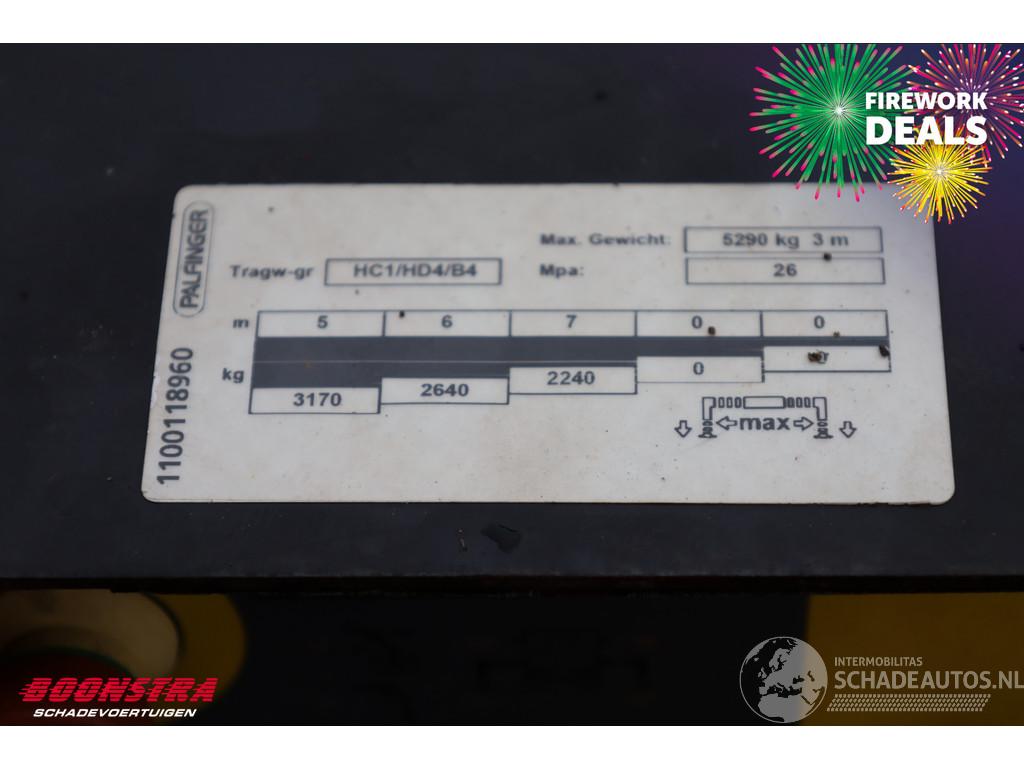 FIREWORK
DEALS
PALFINGER
1100118960
Max. Gewicht: 5290 kg 3 m
Tragw-gr HC1/HD4/B4 Mpa: 26
m 5 6 7 0 0
kg 3170 2640 2240 0
max
BOONSTRA
SCHADEVOERTUIGEN
INTERMOBILITAS
SCHADEAUTOS.NL